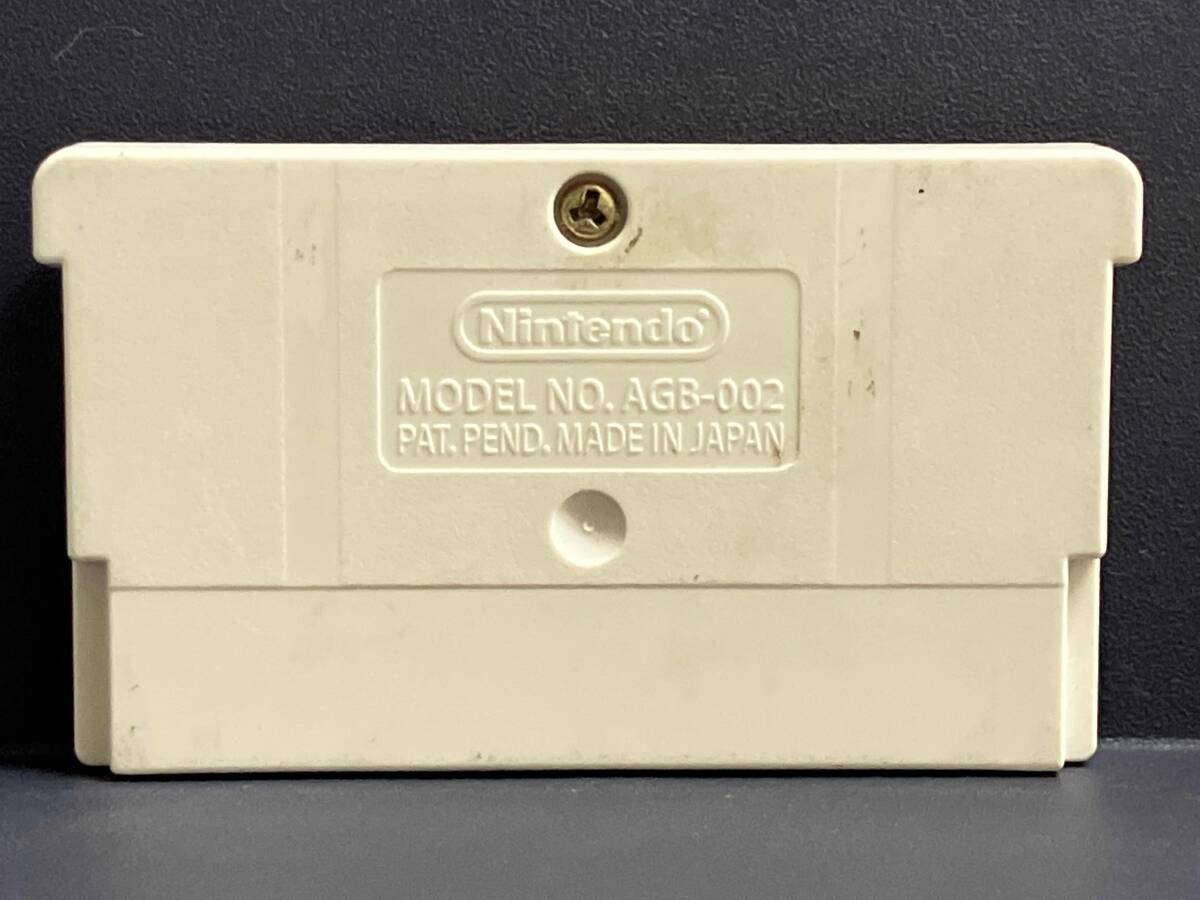 Nintendo
MODEL NO. AGB-002
PAT. PEND. MADE IN JAPAN